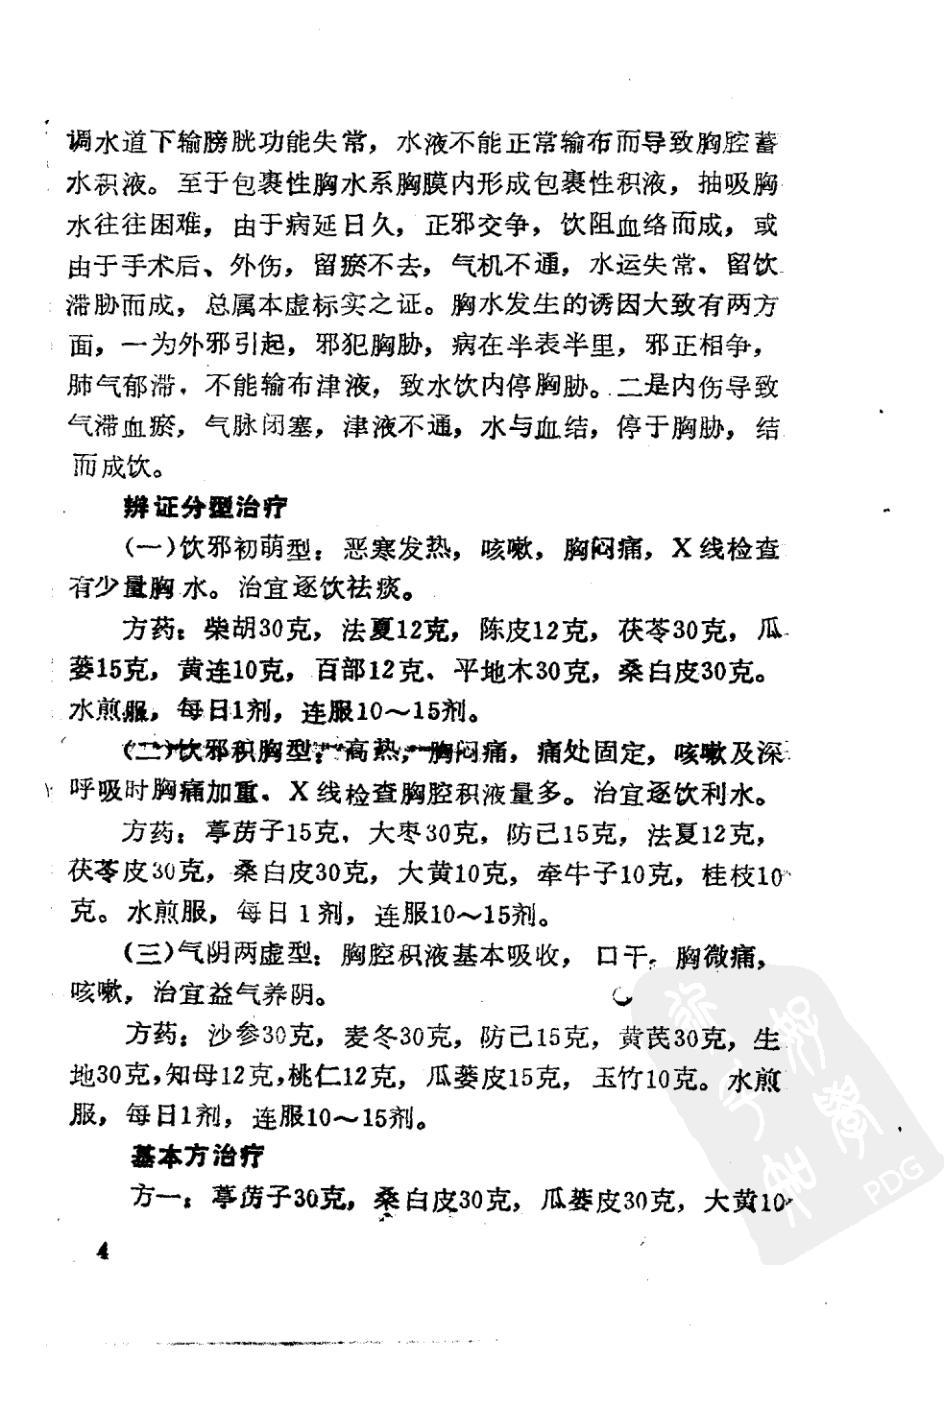 调水道下输膀胱功能失常，水液不能正常输布而导致胸腔蓄
水积液。至于包裹性胸水系胸膜内形成包裹性积液，抽吸胸
水往往困难，由于病延日久，正邪交争，饮阻血络而成，或
由于手术后、外伤，留瘀不去，气机不通，水运失常、留饮
滞胁而成，总属本虚标实之证。胸水发生的诱因大致有两方
面，一为外邪引起，邪犯胸胁，病在半表半里，邪正相争，
肺气郁滞，不能输布津液，致水饮内停胸胁。二是内伤导致
气滞血瘀，气脉闭塞，津液不通，水与血结，停于胸胁，结
而成饮。
辨证分型治疗
（一）饮邪初萌型：恶寒发热，咳嗽，胸闷痛，X线检查
有少量胸水。治宜逐饮祛痰。
方药：柴胡30克，法夏12克，陈皮12克，茯苓30克，瓜
蒌15克，黄连10克，百部12克、平地木30克，桑白皮30克。
水煎服，每日1剂，连服10～15剂。
（二）饮邪积胸型：高热，胸闷痛，痛处固定，咳嗽及深
呼吸时胸痛加重、X线检查胸腔积液量多。治宜逐饮利水。
方药：葶苈子15克，大枣30克，防己15克，法夏12克，
茯苓皮30克，桑白皮30克，大黄10克，牵牛子10克，桂枝10
克。水煎服，每日1剂，连服10～15剂。
（三）气阴两虚型：胸腔积液基本吸收，口干，胸微痛，
咳嗽，治宜益气养阴。
方药：沙参30克，麦冬30克，防己15克，黄芪30克，生
地30克，知母12克，桃仁12克，瓜蒌皮15克，玉竹10克。水煎
服，每日1剂，连服10～15剂。
基本方治疗
方一：葶苈子30克，桑白皮30克，瓜蒌皮30克，大黄10
4
PDG